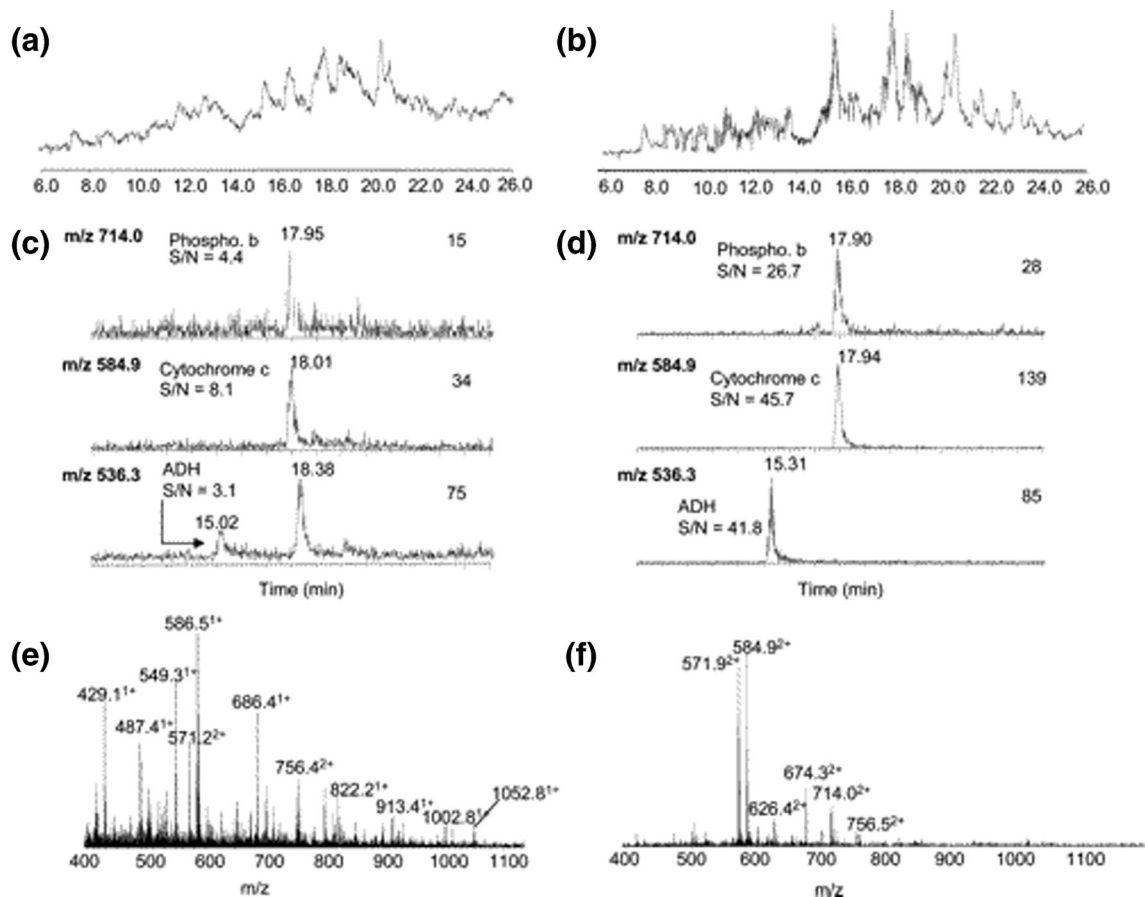 (a)
6.0 8.0 10.0 12.0 14.0 16.0 18.0 20.0 22.0 24.0 26.0
(b)
6.0 8.0 10.0 12.0 14.0 16.0 18.0 20.0 22.0 24.0 26.0
(c)
m/z 714.0
Phospho. b
S/N = 4.4
17.95
15
m/z 584.9
Cytochrome c
S/N = 8.1
18.01
34
m/z 536.3
ADH
S/N = 3.1
15.02
18.38
75
Time (min)
(d)
m/z 714.0
Phospho. b
S/N = 26.7
17.90
28
m/z 584.9
Cytochrome c
S/N = 45.7
17.94
139
m/z 536.3
ADH
S/N = 41.8
15.31
85
Time (min)
(e)
586.5¹⁺
549.3¹⁺
429.1¹⁺
487.4¹⁺
571.2²⁺
686.4¹⁺
756.4²⁺
822.2¹⁺
913.4¹⁺
1002.8¹⁺
1052.8¹⁺
400 500 600 700 800 900 1000 1100
m/z
(f)
571.9²⁺
584.9²⁺
674.3²⁺
626.4²⁺
714.0²⁺
756.5²⁺
400 500 600 700 800 900 1000 1100
m/z